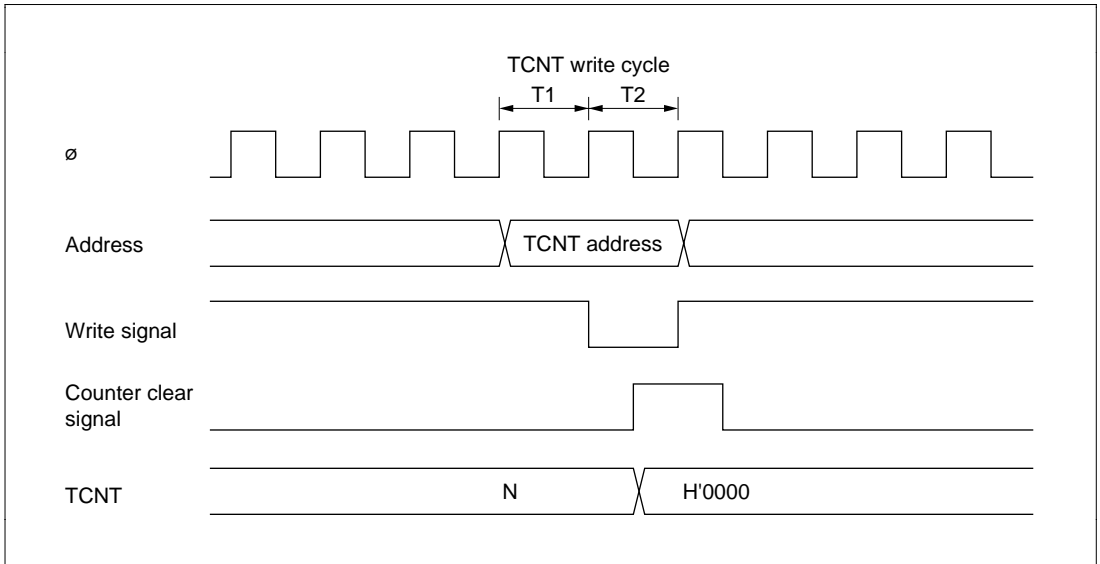 TCNT write cycle
T1 T2
ø
Address TCNT address
Write signal
Counter clear
signal
TCNT N H'0000